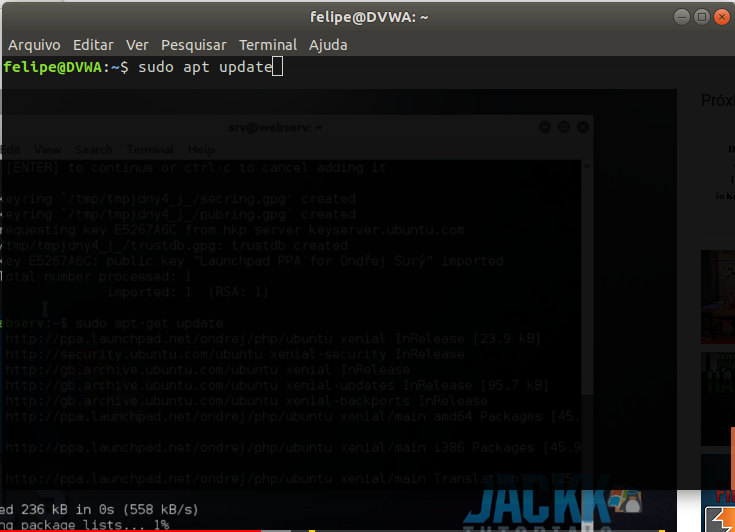 felipe@DVWA: ~
Arquivo Editar Ver Pesquisar Terminal Ajuda
felipe@DVWA:~$ sudo apt update
Próxi
srv@webserv: ~
Edit View Search Terminal Help
[ENTER] to continue or ctrl-c to cancel adding it
eyring `/tmp/tmpjdny4_j_/secring.gpg' created
eyring `/tmp/tmpjdny4_j_/pubring.gpg' created
requesting key E5267A6C from hkp server keyserver.ubuntu.com
/tmp/tmpjdny4_j_/trustdb.gpg: trustdb created
key E5267A6C: public key "Launchpad PPA for Ondřej Surý" imported
otal number processed: 1
imported: 1 (RSA: 1)
ebserv:~$ sudo apt-get update
http://ppa.launchpad.net/ondrej/php/ubuntu xenial InRelease [23.9 kB]
http://security.ubuntu.com/ubuntu xenial-security InRelease
http://gb.archive.ubuntu.com/ubuntu xenial InRelease
http://gb.archive.ubuntu.com/ubuntu xenial-updates InRelease [95.7 kB]
http://gb.archive.ubuntu.com/ubuntu xenial-backports InRelease
http://ppa.launchpad.net/ondrej/php/ubuntu xenial/main amd64 Packages [45.
http://ppa.launchpad.net/ondrej/php/ubuntu xenial/main i386 Packages [45.9
http://ppa.launchpad.net/ondrej/php/ubuntu xenial/main Translation-en [25
ed 236 kB in 0s (558 kB/s)
ng package lists... 1%
JACKK
TUTORIALS